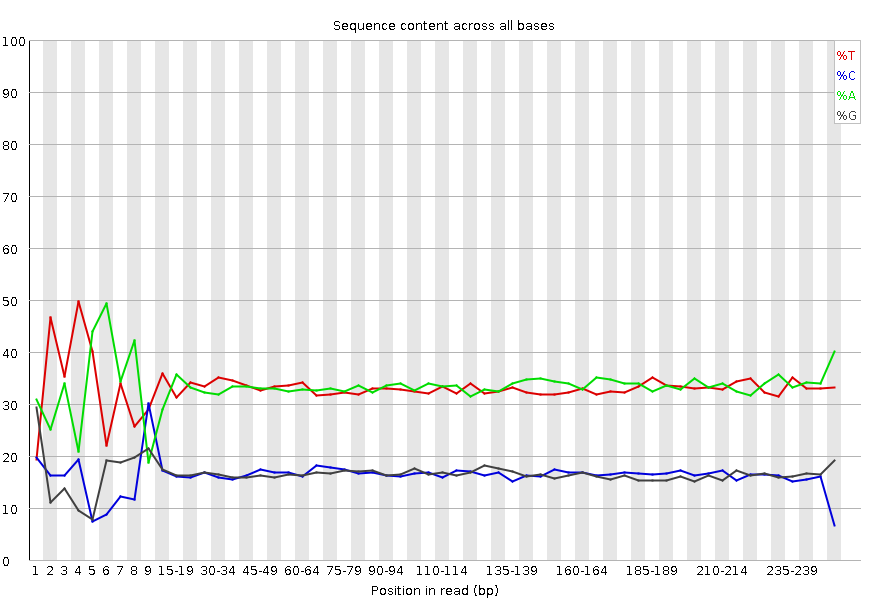 Sequence content across all bases
100
90
80
70
60
50
40
30
20
10
0
%T
%C
%A
%G
1 2 3 4 5 6 7 8 9 15-19 30-34 45-49 60-64 75-79 90-94 110-114 135-139 160-164 185-189 210-214 235-239
Position in read (bp)